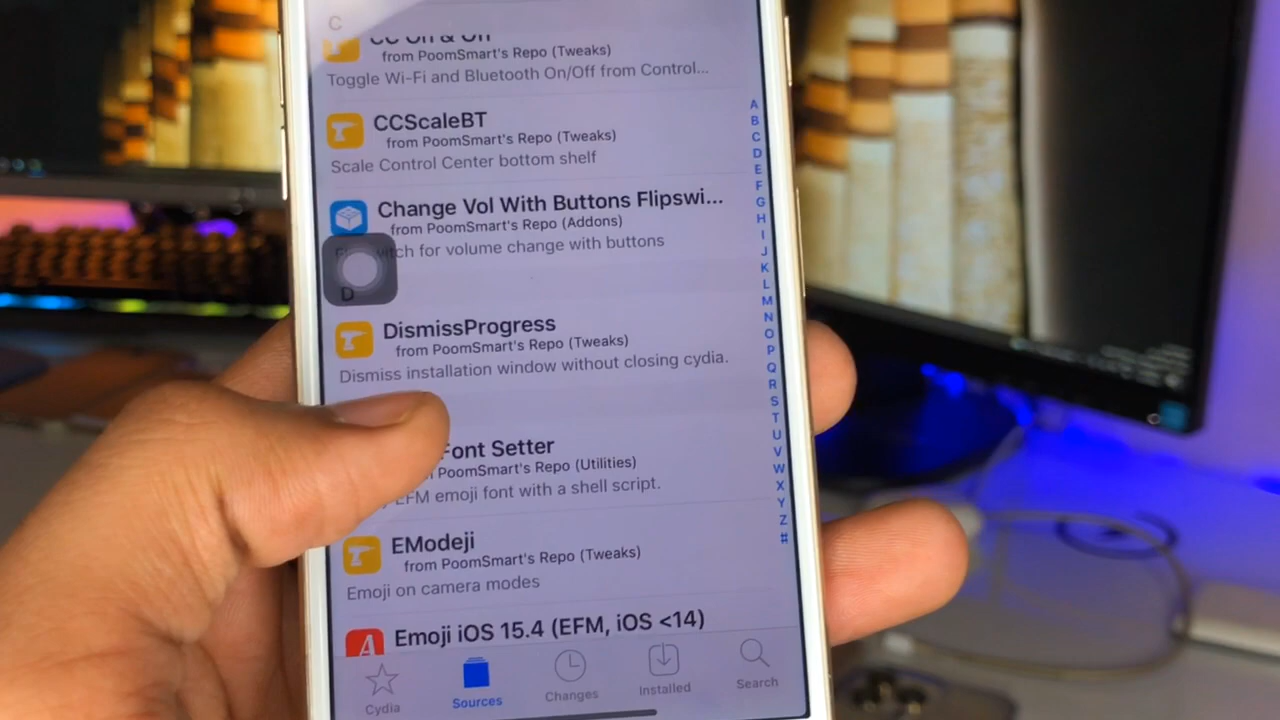 C
CC On & Off
from PoomSmart's Repo (Tweaks)
Toggle Wi-Fi and Bluetooth On/Off from Control...
CCScaleBT
from PoomSmart's Repo (Tweaks)
Scale Control Center bottom shelf
Change Vol With Buttons Flipswi...
from PoomSmart's Repo (Addons)
for volume change with buttons
D
DismissProgress
from PoomSmart's Repo (Tweaks)
Dismiss installation window without closing cydia.
Font Setter
PoomSmart's Repo (Utilities)
EFM emoji font with a shell script.
EModeji
from PoomSmart's Repo (Tweaks)
Emoji on camera modes
Emoji iOS 15.4 (EFM, iOS <14)
A
B
C
D
E
F
G
H
I
J
K
L
M
N
O
P
Q
R
S
T
U
V
W
X
Y
Z
#
Cydia
Sources
Changes
Installed
Search